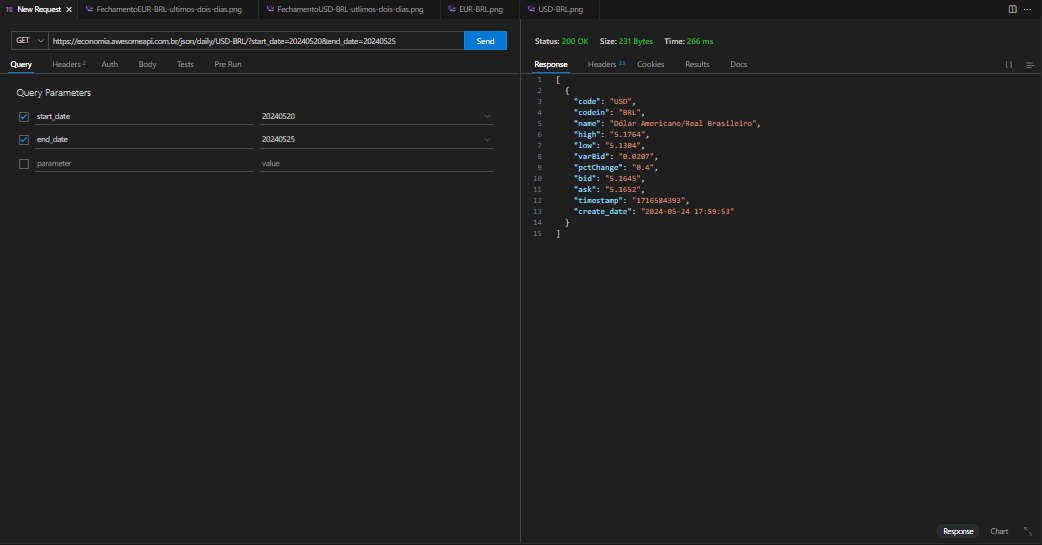 TC New Request ×
FechamentoEUR-BRL-ultimos-dois-dias.png
FechamentoUSD-BRL-utlimos-dois-dias.png
EUR-BRL.png
USD-BRL.png
GET
https://economia.awesomeapi.com.br/json/daily/USD-BRL/?start_date=20240520&end_date=20240525
Send
Query Headers 2 Auth Body Tests Pre Run
Query Parameters
start_date 20240520
end_date 20240525
parameter value
Status: 200 OK Size: 231 Bytes Time: 266 ms
Response Headers 33 Cookies Results Docs { }
1 [
2 {
3 "code": "USD",
4 "codein": "BRL",
5 "name": "Dólar Americano/Real Brasileiro",
6 "high": "5.1764",
7 "low": "5.1304",
8 "varBid": "0.0207",
9 "pctChange": "0.4",
10 "bid": "5.1645",
11 "ask": "5.1652",
12 "timestamp": "1716584393",
13 "create_date": "2024-05-24 17:59:53"
14 }
15 ]
Response Chart